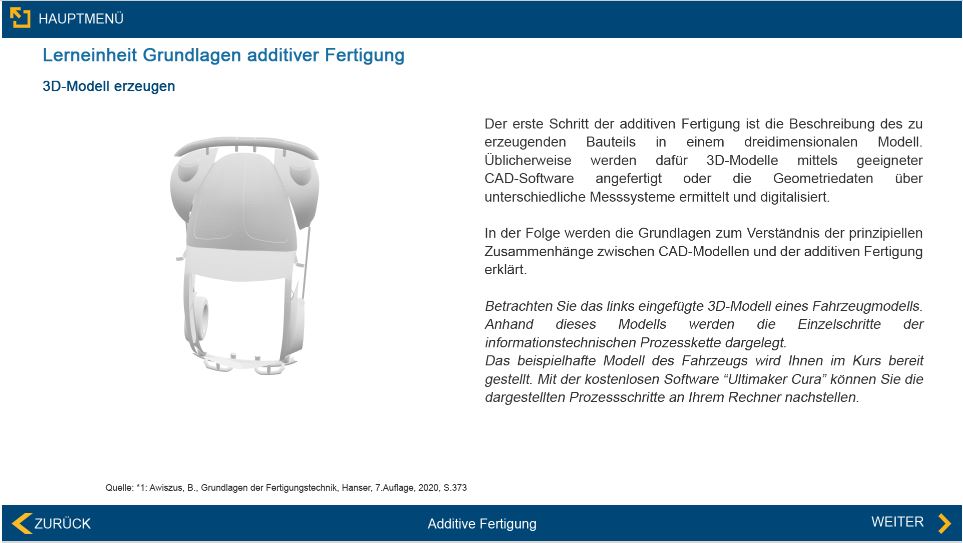 HAUPTMENÜ
Lerneinheit Grundlagen additiver Fertigung
3D-Modell erzeugen
Der erste Schritt der additiven Fertigung ist die Beschreibung des zu
erzeugenden Bauteils in einem dreidimensionalen Modell.
Üblicherweise werden dafür 3D-Modelle mittels geeigneter
CAD-Software angefertigt oder die Geometriedaten über
unterschiedliche Messsysteme ermittelt und digitalisiert.
In der Folge werden die Grundlagen zum Verständnis der prinzipiellen
Zusammenhänge zwischen CAD-Modellen und der additiven Fertigung
erklärt.
Betrachten Sie das links eingefügte 3D-Modell eines Fahrzeugmodells.
Anhand dieses Modells werden die Einzelschritte der
informationstechnischen Prozesskette dargelegt.
Das beispielhafte Modell des Fahrzeugs wird Ihnen im Kurs bereit
gestellt. Mit der kostenlosen Software “Ultimaker Cura” können Sie die
dargestellten Prozessschritte an Ihrem Rechner nachstellen.
Quelle: *1: Awiszus, B., Grundlagen der Fertigungstechnik, Hanser, 7.Auflage, 2020, S.373
ZURÜCK
Additive Fertigung
WEITER